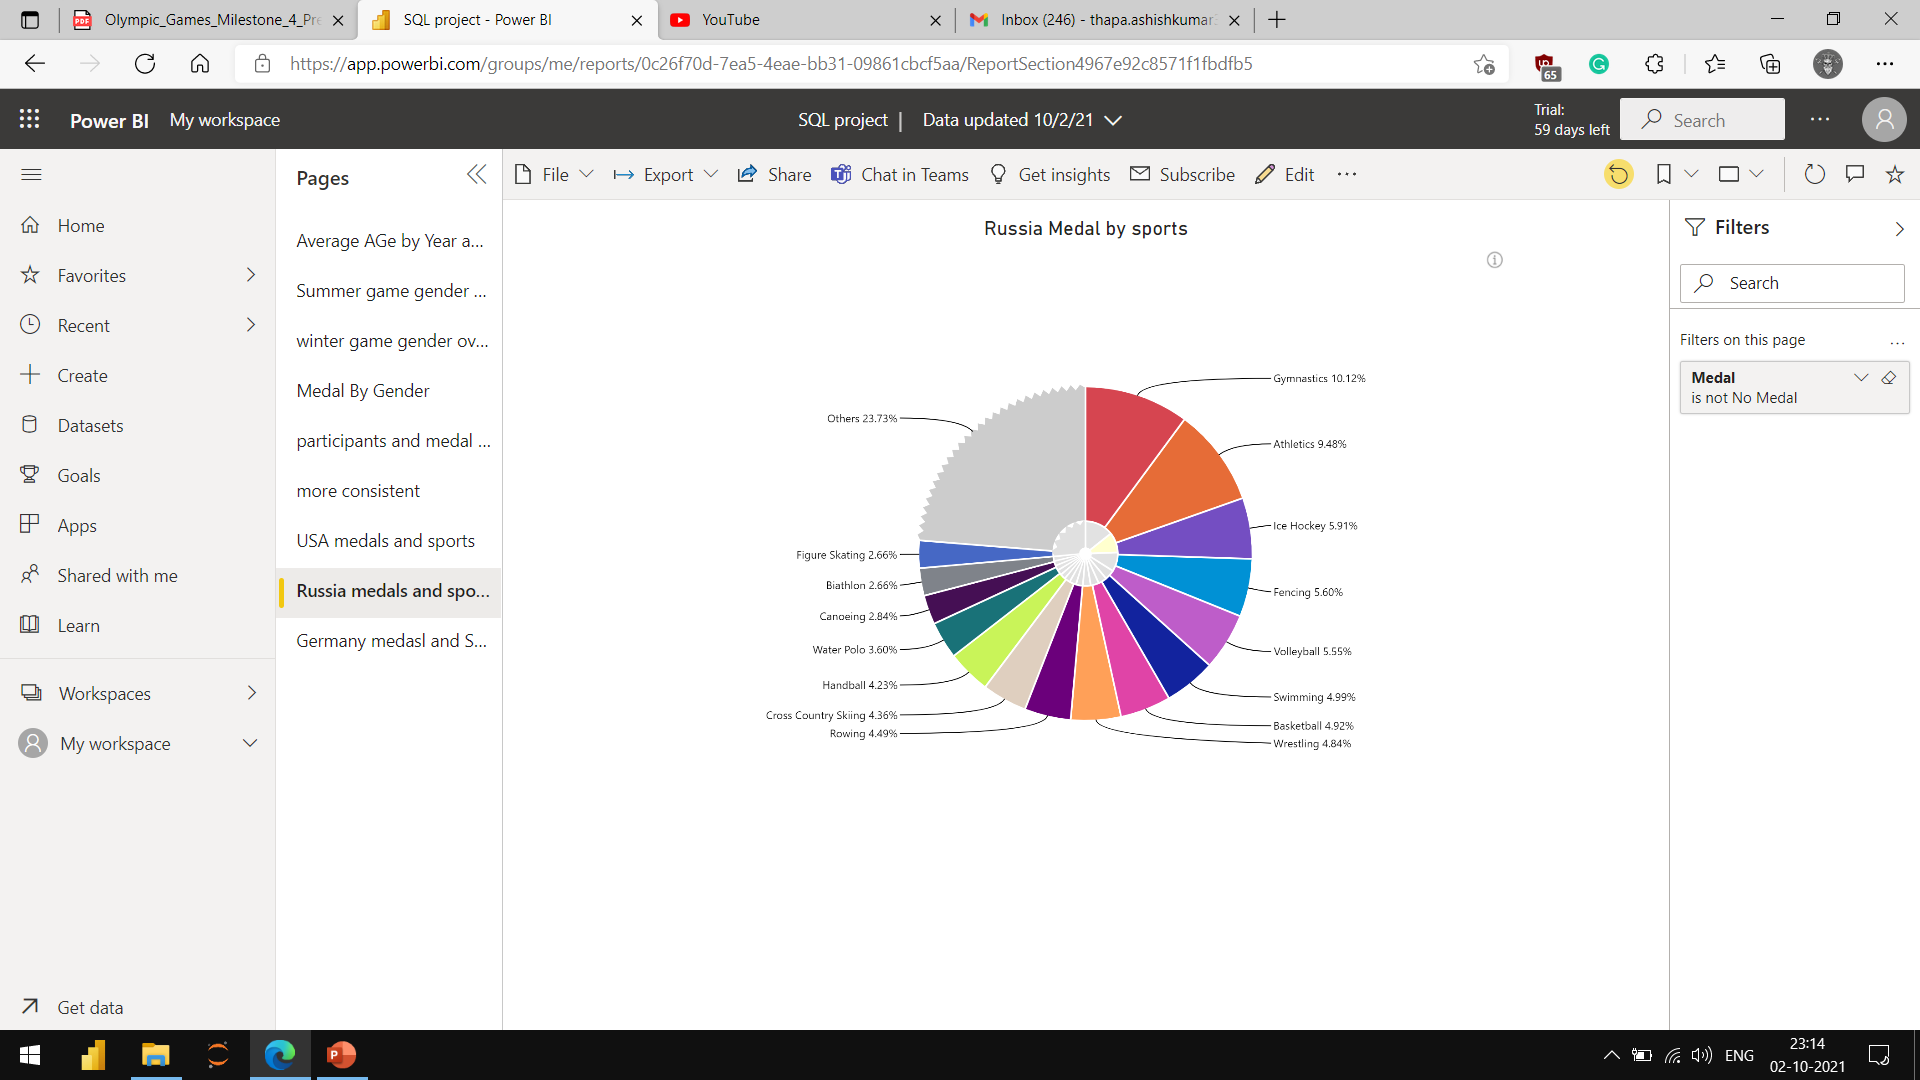 Olympic_Games_Milestone_4_Pre
SQL project - Power BI
YouTube
Inbox (246) - thapa.ashishkumar
https://app.powerbi.com/groups/me/reports/0c26f70d-7ea5-4eae-bb31-09861cbcf5aa/ReportSection4967e92c8571f1fbdfb5
65
Power BI My workspace
SQL project | Data updated 10/2/21
Trial:
59 days left
Search
File
Export
Share
Chat in Teams
Get insights
Subscribe
Edit
Home
Favorites
Recent
Create
Datasets
Goals
Apps
Shared with me
Learn
Workspaces
My workspace
Get data
Pages
Average AGe by Year a...
Summer game gender ...
winter game gender ov...
Medal By Gender
participants and medal ...
more consistent
USA medals and sports
Russia medals and spo...
Germany medasl and S...
Russia Medal by sports
Gymnastics 10.12%
Athletics 9.48%
Ice Hockey 5.91%
Fencing 5.60%
Volleyball 5.55%
Swimming 4.99%
Basketball 4.92%
Wrestling 4.84%
Rowing 4.49%
Cross Country Skiing 4.36%
Handball 4.23%
Water Polo 3.60%
Canoeing 2.84%
Biathlon 2.66%
Figure Skating 2.66%
Others 23.73%
Filters
Search
Filters on this page
Medal
is not No Medal
ENG
23:14
02-10-2021